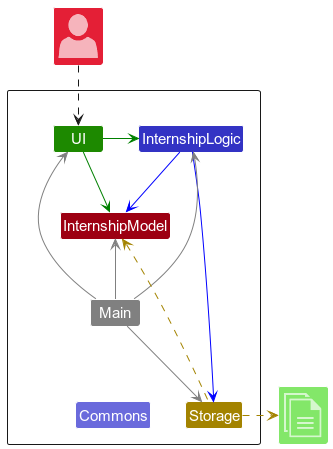 UI
InternshipLogic
InternshipModel
Main
Commons
Storage